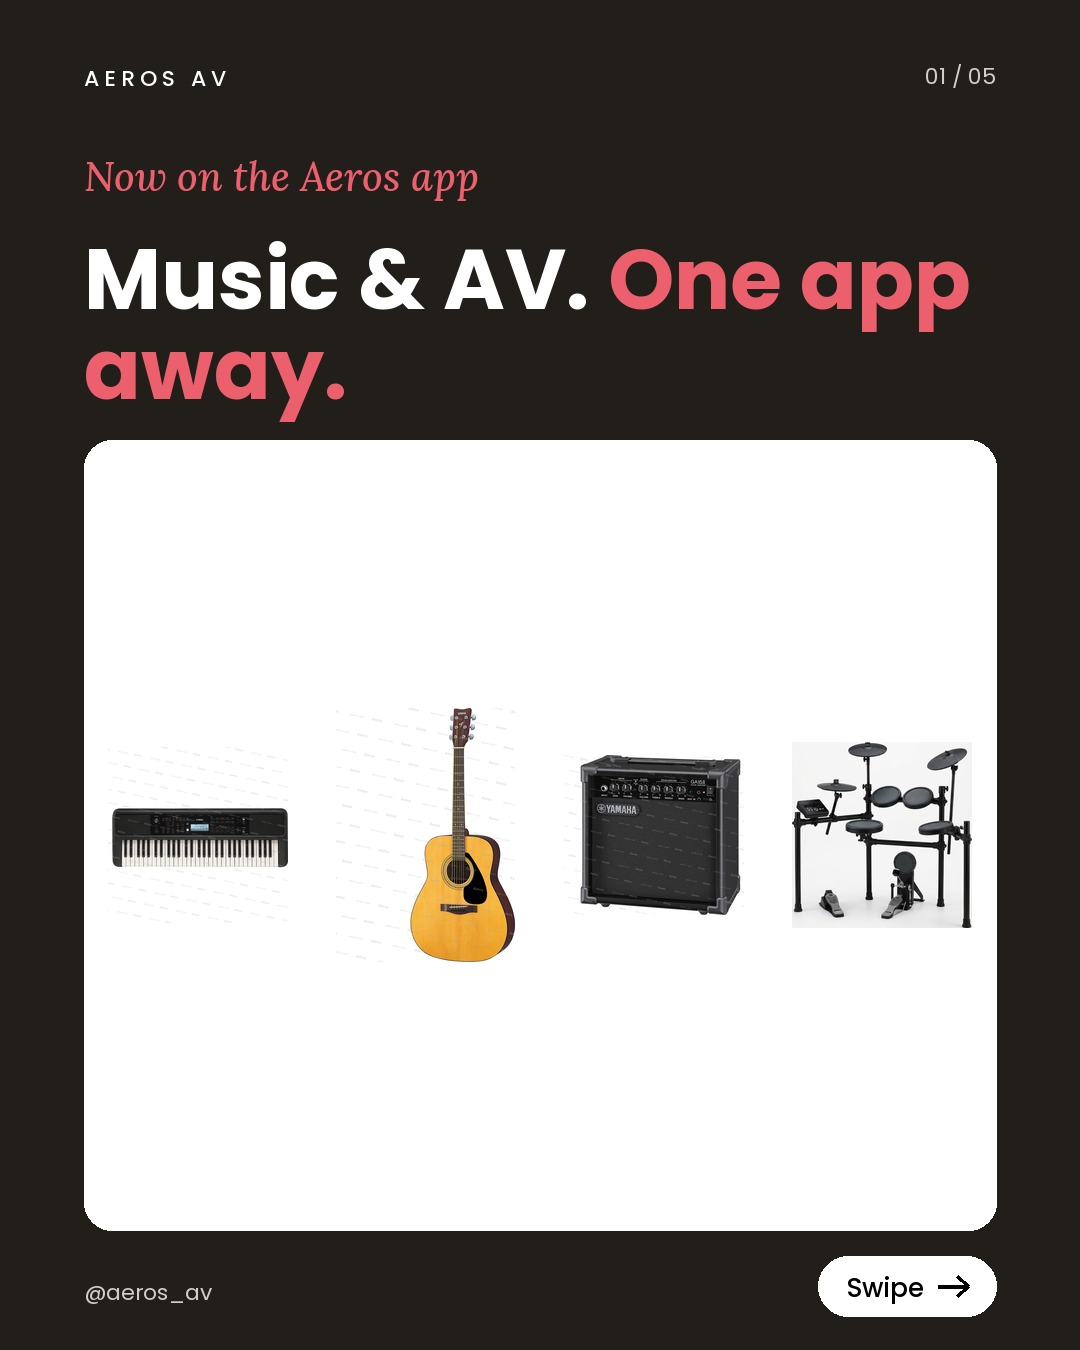 AEROS AV
01 / 05
Now on the Aeros app
Music & AV. One app
away.
YAMAHA
@aeros_av
Swipe →